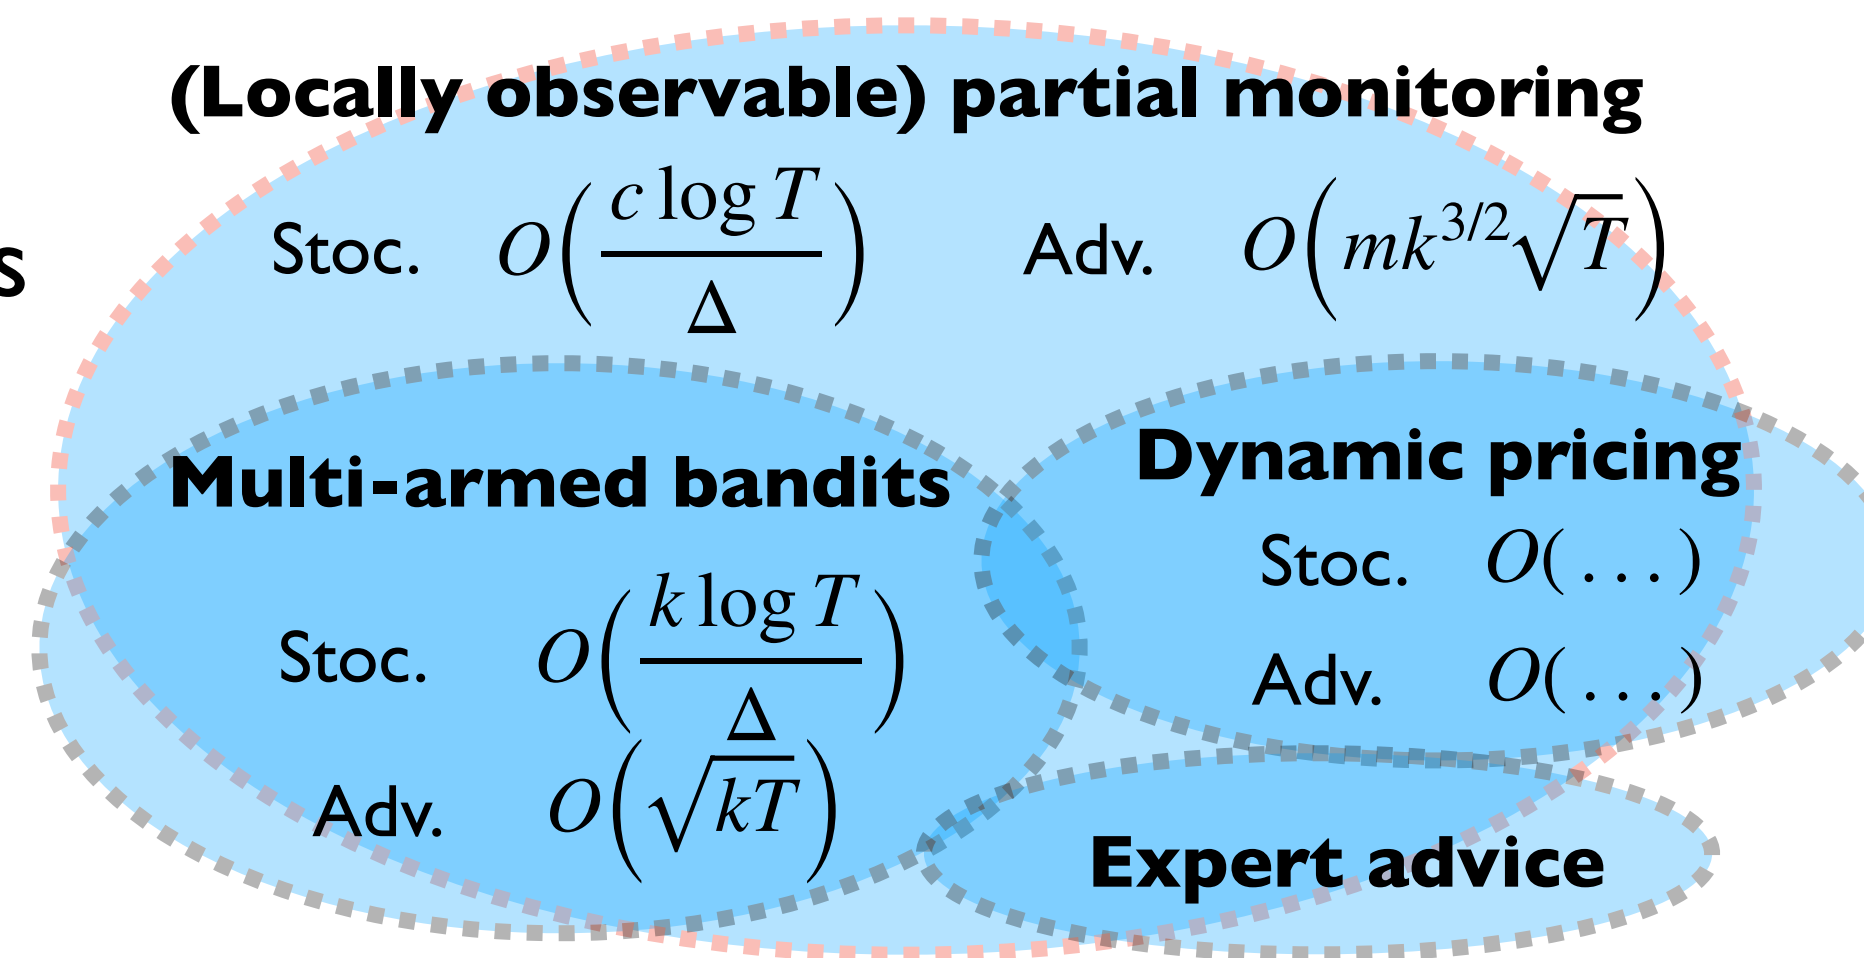 (Locally observable) partial monitoring
Stoc. O(c log T / Δ) Adv. O(mk^{3/2}√T)
s
Multi-armed bandits
Stoc. O(k log T / Δ)
Adv. O(√kT)
Dynamic pricing
Stoc. O(...)
Adv. O(...)
Expert advice